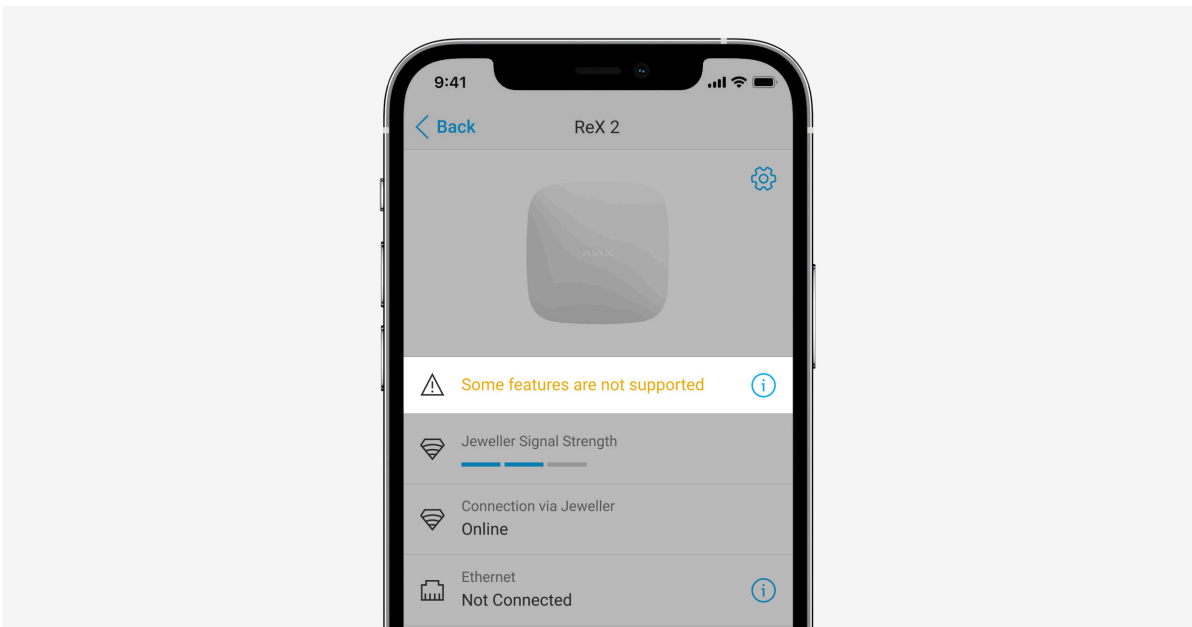 9:41
Back ReX 2
AJAX
Some features are not supported
Jeweller Signal Strength
Connection via Jeweller
Online
Ethernet
Not Connected